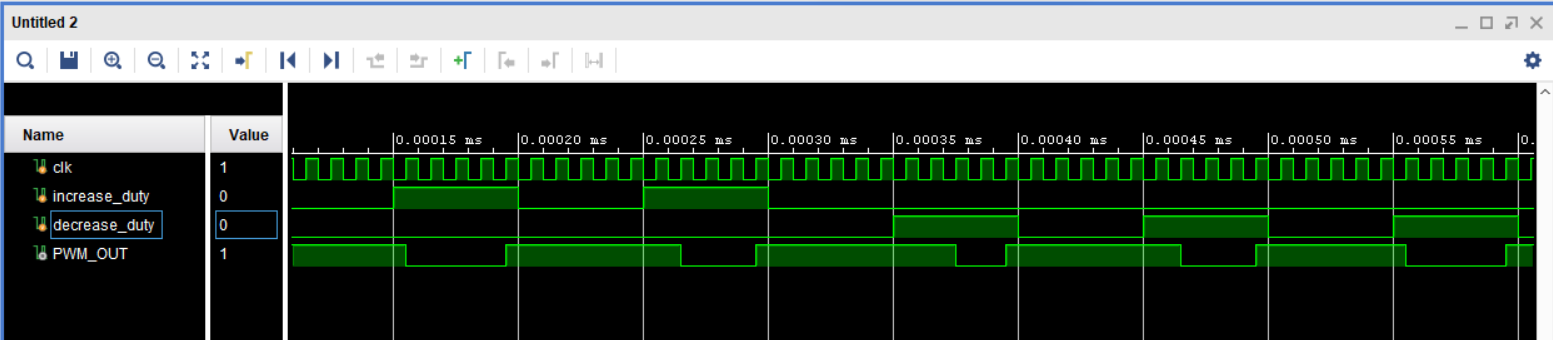 Untitled 2
Name Value
0.00015 ms 0.00020 ms 0.00025 ms 0.00030 ms 0.00035 ms 0.00040 ms 0.00045 ms 0.00050 ms 0.00055 ms 0.
clk 1
increase_duty 0
decrease_duty 0
PWM_OUT 1